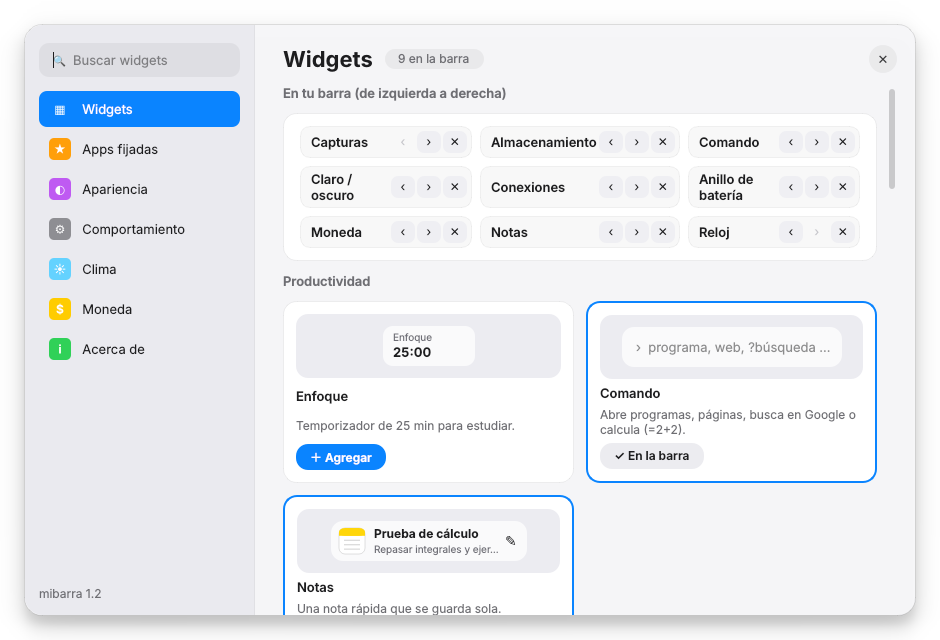 Buscar widgets
Widgets
Apps fijadas
Apariencia
Comportamiento
Clima
Moneda
Acerca de
mibarra 1.2
Widgets
9 en la barra
En tu barra (de izquierda a derecha)
Capturas
Almacenamiento
Comando
Claro /
oscuro
Conexiones
Anillo de
batería
Moneda
Notas
Reloj
Productividad
Enfoque
25:00
Enfoque
Temporizador de 25 min para estudiar.
+ Agregar
› programa, web, ?búsqueda ...
Comando
Abre programas, páginas, busca en Google o
calcula (=2+2).
✓ En la barra
Prueba de cálculo
Repasar integrales y ejer...
Notas
Una nota rápida que se guarda sola.